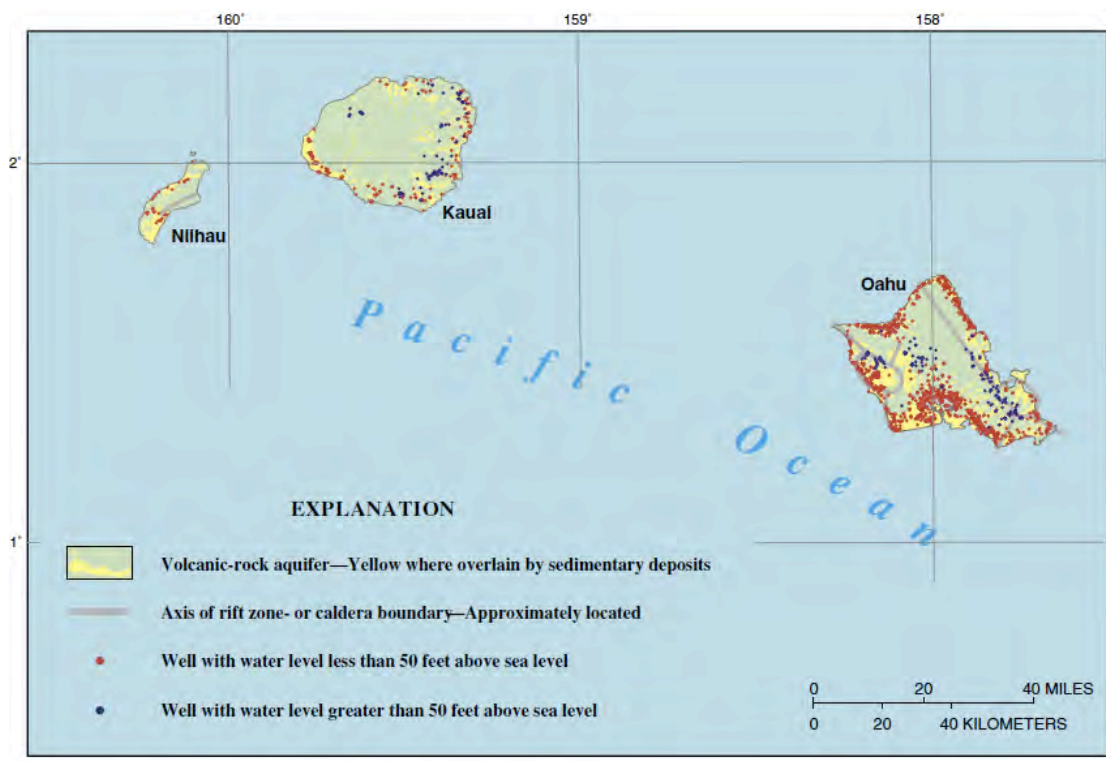 160°
159°
158°
2°
Niihau
Kauai
Oahu
Pacific Ocean
1°
EXPLANATION
Volcanic-rock aquifer—Yellow where overlain by sedimentary deposits
Axis of rift zone- or caldera boundary—Approximately located
Well with water level less than 50 feet above sea level
Well with water level greater than 50 feet above sea level
0 20 40 MILES
0 20 40 KILOMETERS